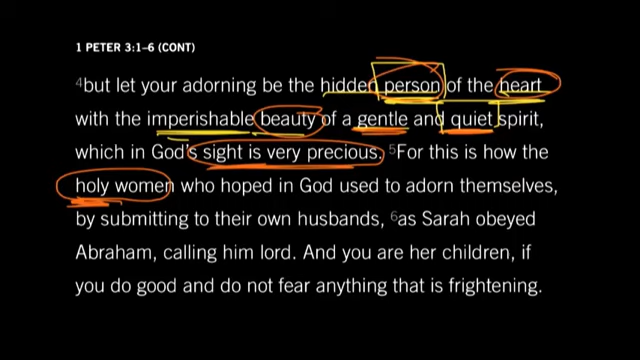 1 PETER 3:1–6 (CONT)
⁴but let your adorning be the hidden person of the heart
with the imperishable beauty of a gentle and quiet spirit,
which in God's sight is very precious. ⁵For this is how the
holy women who hoped in God used to adorn themselves,
by submitting to their own husbands, ⁶as Sarah obeyed
Abraham, calling him lord. And you are her children, if
you do good and do not fear anything that is frightening.